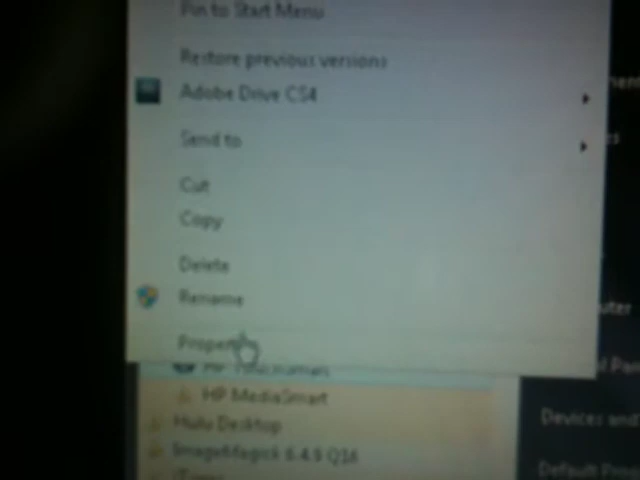 Pin to Start Menu
Restore previous versions
Adobe Drive CS4
Send to
Cut
Copy
Delete
Rename
HP MediaSmart
Hulu Desktop
Devices and
ImageMagick 6.4.9 Q16
Default